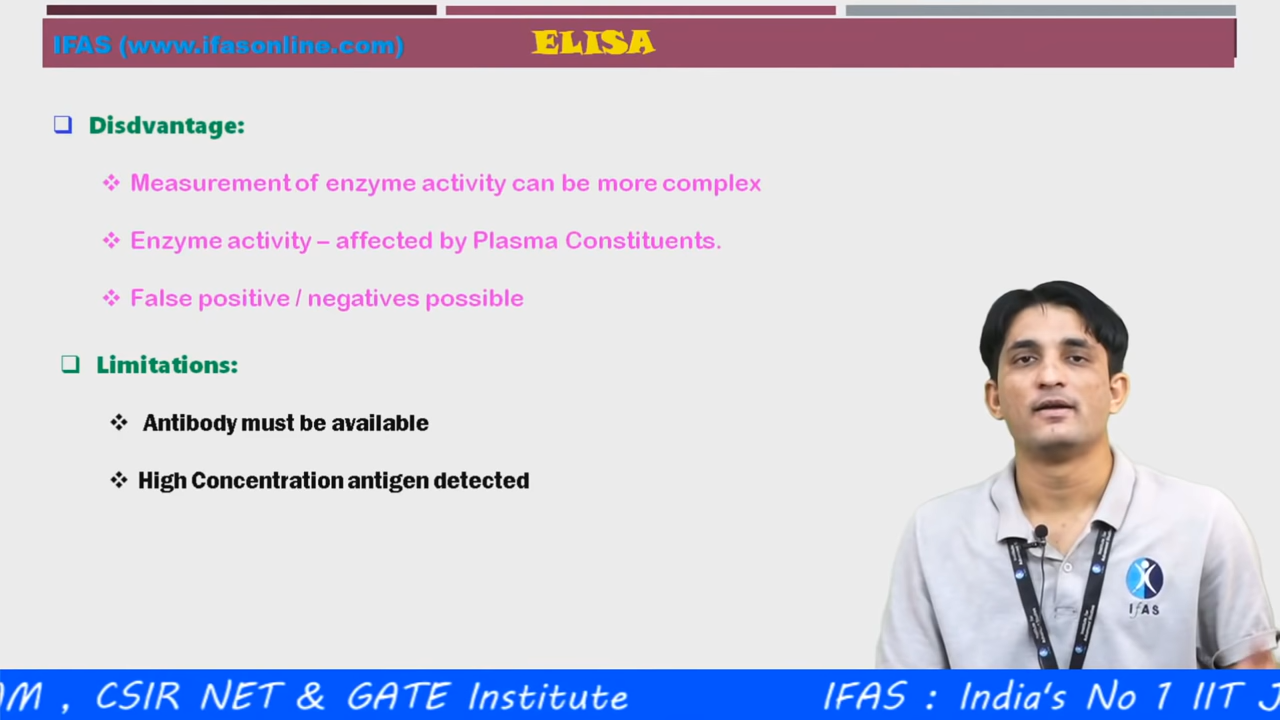 IFAS (www.ifasonline.com) ELISA
❑ Disdvantage:
❖ Measurement of enzyme activity can be more complex
❖ Enzyme activity – affected by Plasma Constituents.
❖ False positive / negatives possible
❑ Limitations:
❖ Antibody must be available
❖ High Concentration antigen detected
IfAS
AM , CSIR NET & GATE Institute IFAS : India's No 1 IIT J